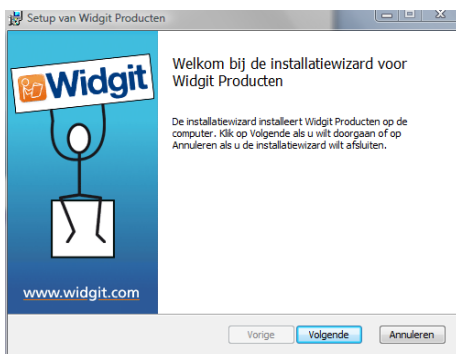 Setup van Widgit Producten
Widgit
Welkom bij de installatiewizard voor
Widgit Producten
De installatiewizard installeert Widgit Producten op de
computer. Klik op Volgende als u wilt doorgaan of op
Annuleren als u de installatiewizard wilt afsluiten.
www.widgit.com
Vorige Volgende Annuleren